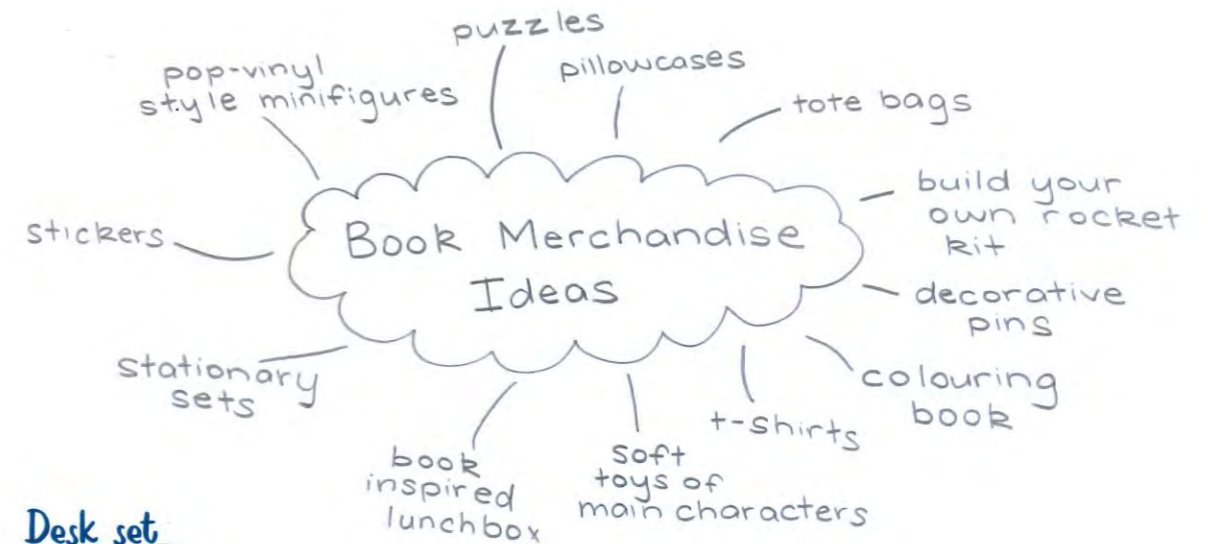 puzzles
pillowcases
pop-vinyl
style minifigures
tote bags
build your
own rocket
kit
stickers
Book Merchandise
Ideas
decorative
pins
stationary
sets
colouring
book
t-shirts
book
inspired
lunchbox
soft
toys of
main characters
Desk set